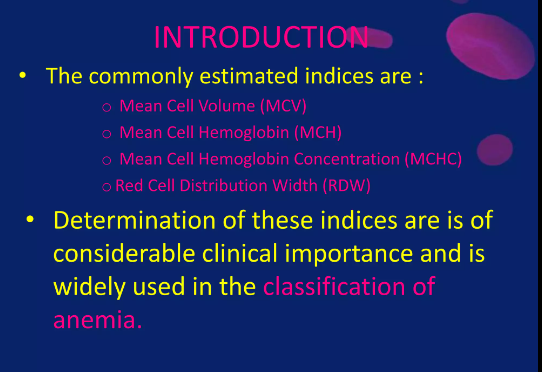 INTRODUCTION
• The commonly estimated indices are :
o Mean Cell Volume (MCV)
o Mean Cell Hemoglobin (MCH)
o Mean Cell Hemoglobin Concentration (MCHC)
o Red Cell Distribution Width (RDW)
• Determination of these indices are is of
considerable clinical importance and is
widely used in the classification of
anemia.